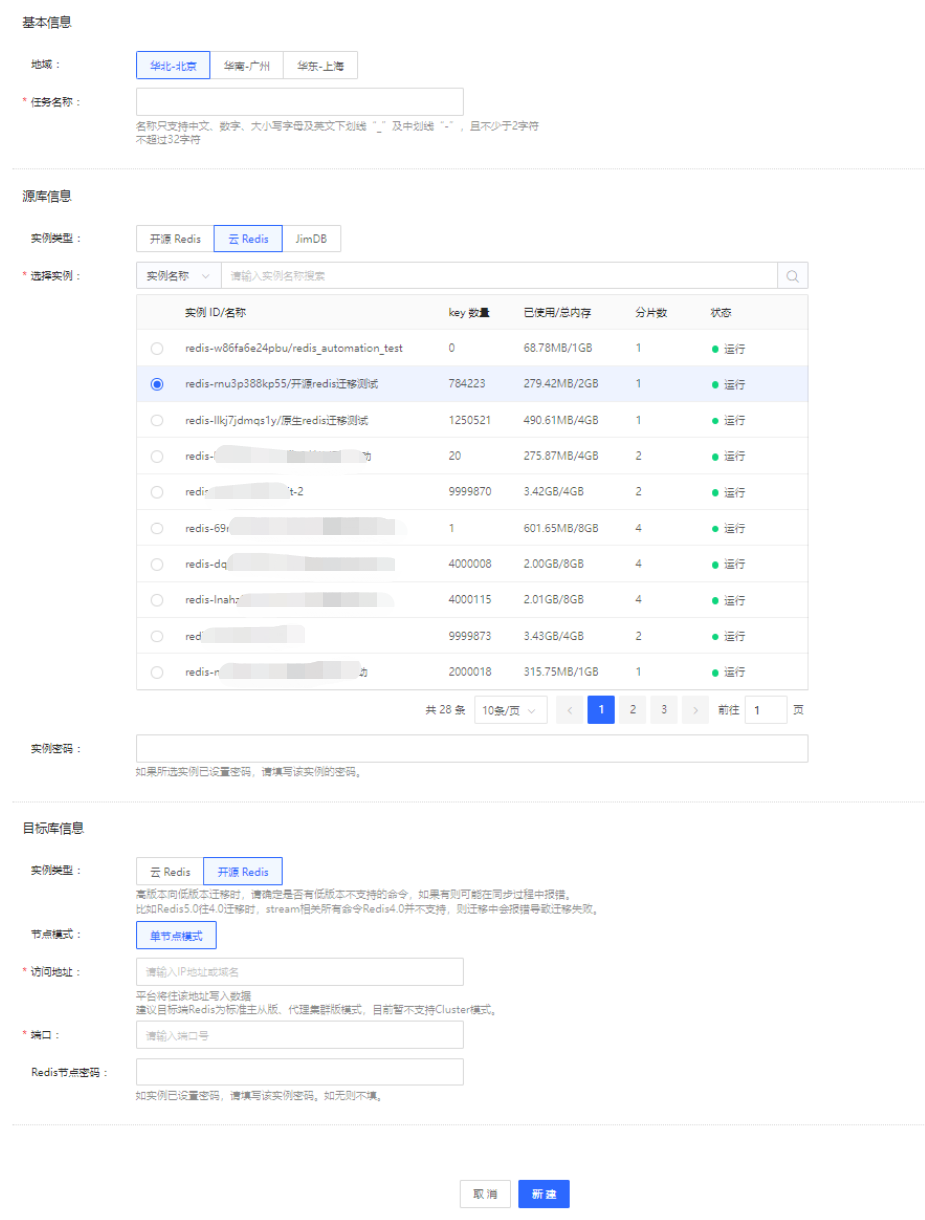 基本信息
地域：
华北-北京 华南-广州 华东-上海
* 任务名称：
名称只支持中文、数字、大小写字母及英文下划线“_”及中划线“-”，且不少于2字符
不超过32字符
源库信息
实例类型：
开源 Redis 云 Redis JimDB
* 选择实例：
实例名称 请输入实例名称搜索
实例 ID/名称 key 数量 已使用/总内存 分片数 状态
redis-w86fa6e24pbu/redis_automation_test 0 68.78MB/1GB 1 运行
redis-rnu3p388kp55/开源redis迁移测试 784223 279.42MB/2GB 1 运行
redis-llkj7jdmqs1y/原生redis迁移测试 1250521 490.61MB/4GB 1 运行
redis- 20 275.87MB/4GB 2 运行
redis t-2 9999870 3.42GB/4GB 2 运行
redis-69 1 601.65MB/8GB 4 运行
redis-dq 4000008 2.00GB/8GB 4 运行
redis-lnah 4000115 2.01GB/8GB 4 运行
red 9999873 3.43GB/4GB 2 运行
redis- 2000018 315.75MB/1GB 1 运行
共 28 条 10条/页 < 1 2 3 > 前往 1 页
实例密码：
如果所选实例已设置密码，请填写该实例的密码。
目标库信息
实例类型：
云 Redis 开源 Redis
高版本向低版本迁移时，请确定是否有低版本不支持的命令，如果有则可能在同步过程中报错。
比如Redis5.0往4.0迁移时，stream相关所有命令Redis4.0并不支持，则迁移中会报错导致迁移失败。
节点模式：
单节点模式
* 访问地址：
请输入IP地址或域名
平台将往该地址写入数据
建议目标端Redis为标准主从版、代理集群版模式，目前暂不支持Cluster模式。
* 端口：
请输入端口号
Redis节点密码：
如实例已设置密码，请填写该实例密码。如无则不填。
取消 新建